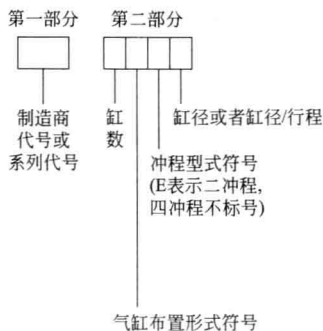 第一部分
第二部分
制造商
代号或
系列代号
缸
数
缸径或者缸径/行程
冲程型式符号
(E表示二冲程,
四冲程不标号)
气缸布置形式符号